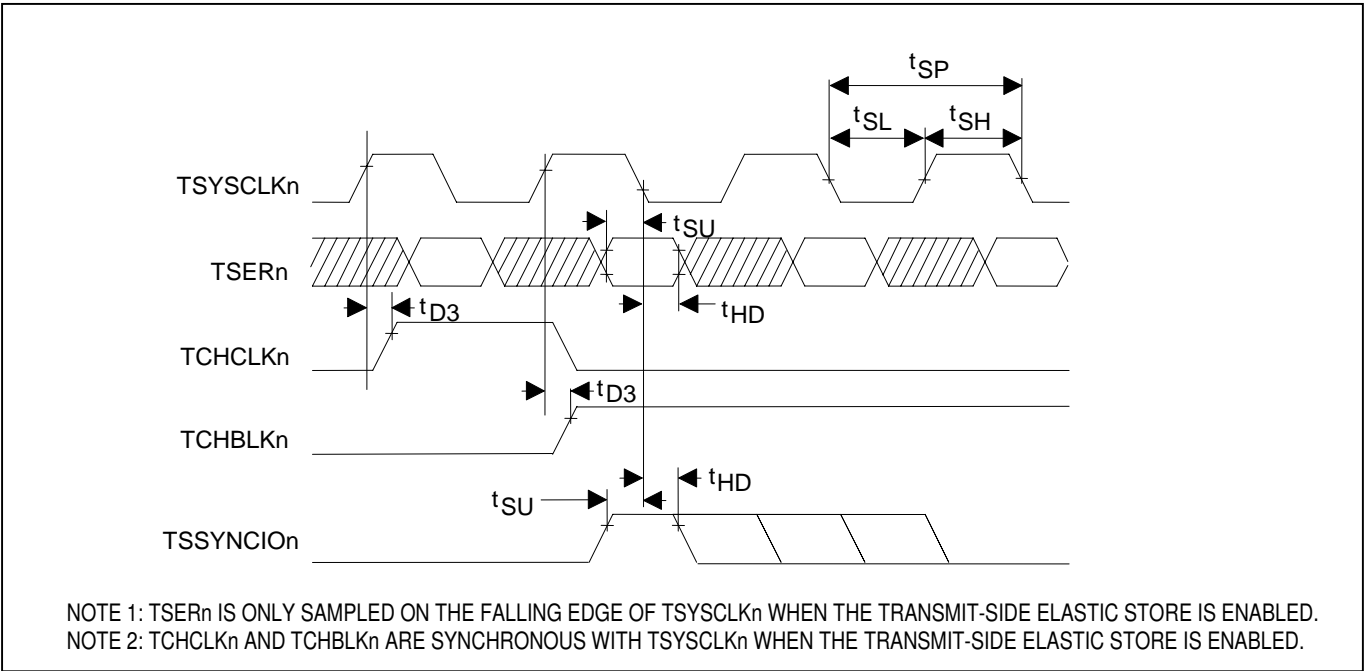 tSP
tSL tSH
TSYSCLKn
tSU
TSERn
tD3 tHD
TCHCLKn
tD3
TCHBLKn
tHD
tSU
TSSYNCIOn
NOTE 1: TSERn IS ONLY SAMPLED ON THE FALLING EDGE OF TSYSCLKn WHEN THE TRANSMIT-SIDE ELASTIC STORE IS ENABLED.
NOTE 2: TCHCLKn AND TCHBLKn ARE SYNCHRONOUS WITH TSYSCLKn WHEN THE TRANSMIT-SIDE ELASTIC STORE IS ENABLED.